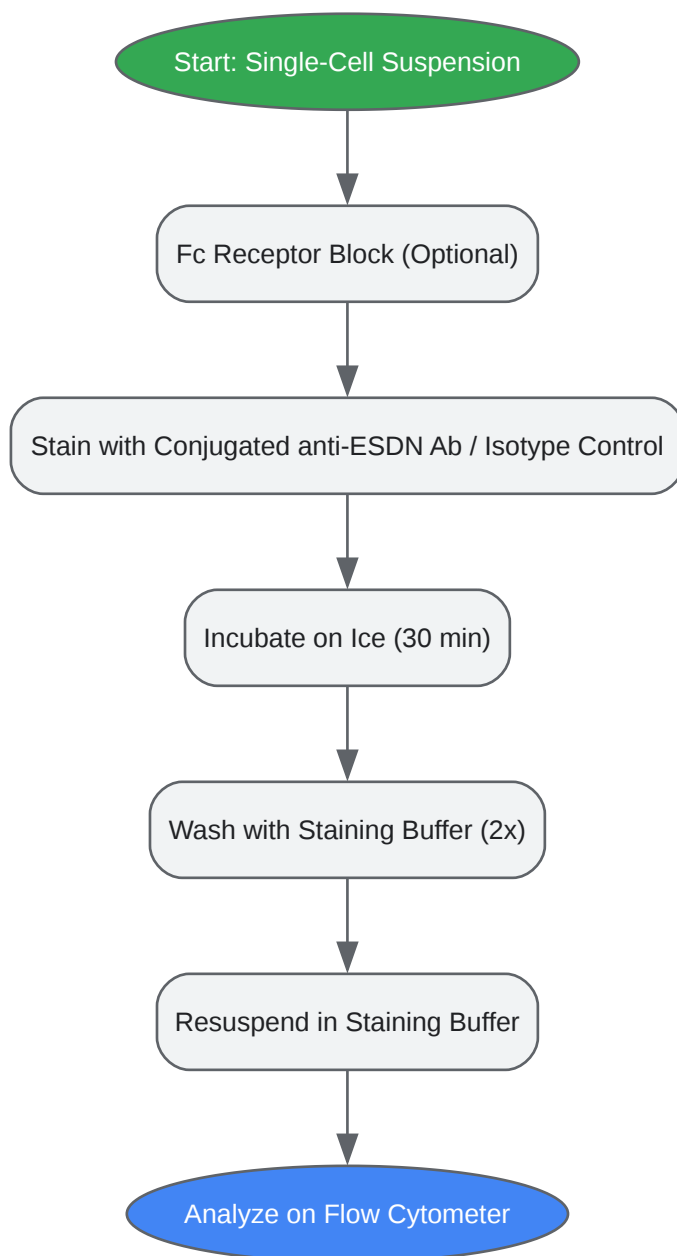 Start: Single-Cell Suspension
Fc Receptor Block (Optional)
Stain with Conjugated anti-ESDN Ab / Isotype Control
Incubate on Ice (30 min)
Wash with Staining Buffer (2x)
Resuspend in Staining Buffer
Analyze on Flow Cytometer